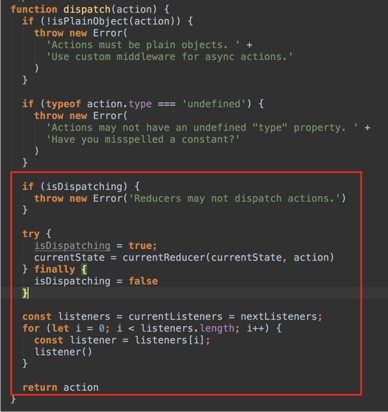 function dispatch(action) {
if (!isPlainObject(action)) {
throw new Error(
'Actions must be plain objects. ' +
'Use custom middleware for async actions.'
)
}
if (typeof action.type === 'undefined') {
throw new Error(
'Actions may not have an undefined "type" property. ' +
'Have you misspelled a constant?'
)
}
if (isDispatching) {
throw new Error('Reducers may not dispatch actions.')
}
try {
isDispatching = true;
currentState = currentReducer(currentState, action)
} finally {
isDispatching = false
}
const listeners = currentListeners = nextListeners;
for (let i = 0; i < listeners.length; i++) {
const listener = listeners[i];
listener()
}
return action
}